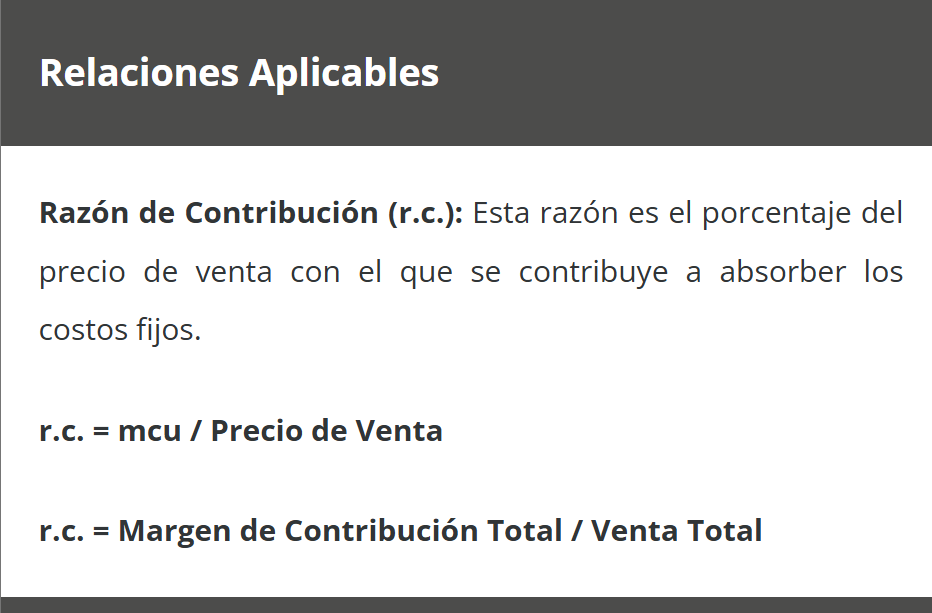 Relaciones Aplicables
Razón de Contribución (r.c.): Esta razón es el porcentaje del
precio de venta con el que se contribuye a absorber los
costos fijos.
r.c. = mcu / Precio de Venta
r.c. = Margen de Contribución Total / Venta Total